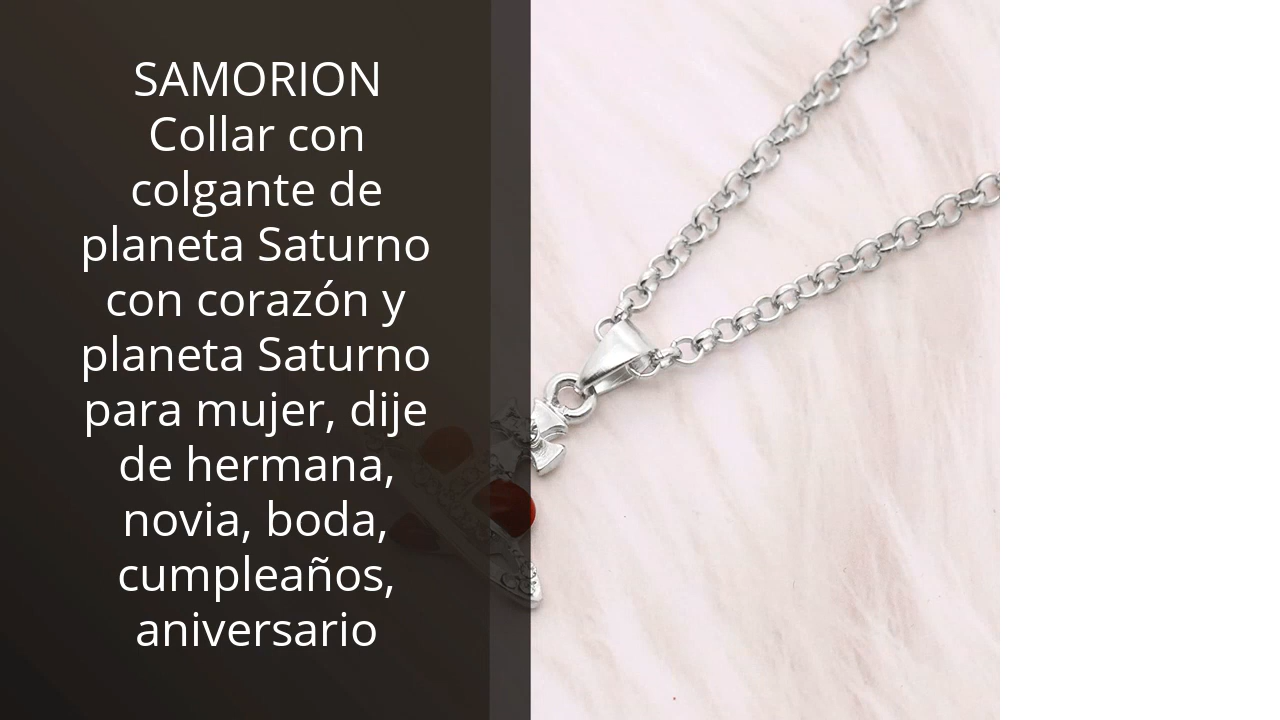 SAMORION
Collar con
colgante de
planeta Saturno
con corazón y
planeta Saturno
para mujer, dije
de hermana,
novia, boda,
cumpleaños,
aniversario